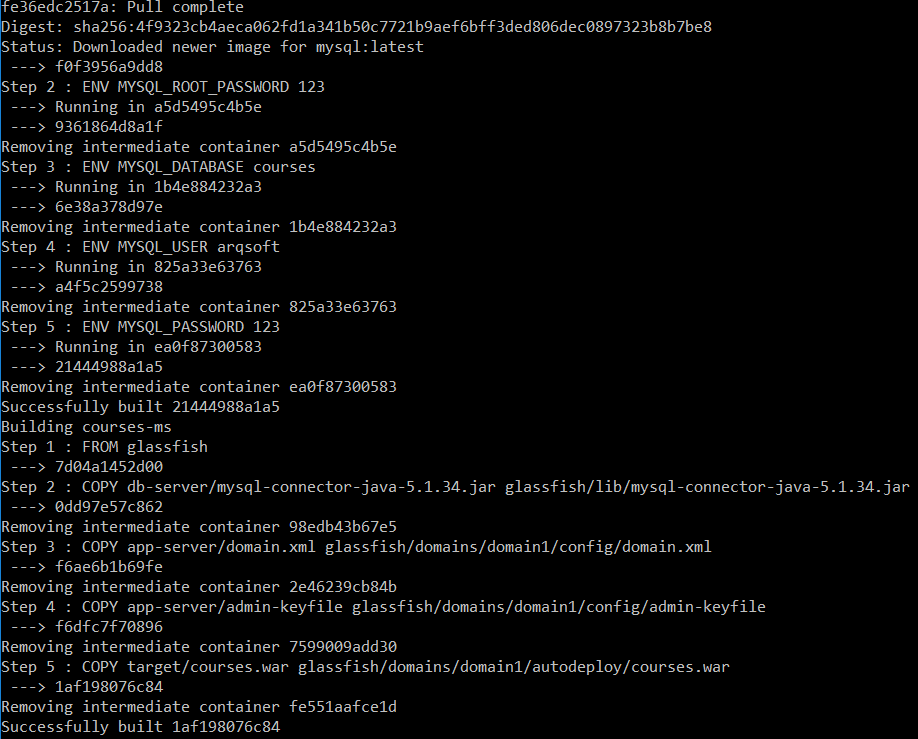 fe36edc2517a: Pull complete
Digest: sha256:4f9323cb4aeca062fd1a341b50c7721b9aef6bff3ded806dec0897323b8b7be8
Status: Downloaded newer image for mysql:latest
 ---> f0f3956a9dd8
Step 2 : ENV MYSQL_ROOT_PASSWORD 123
 ---> Running in a5d5495c4b5e
 ---> 9361864d8a1f
Removing intermediate container a5d5495c4b5e
Step 3 : ENV MYSQL_DATABASE courses
 ---> Running in 1b4e884232a3
 ---> 6e38a378d97e
Removing intermediate container 1b4e884232a3
Step 4 : ENV MYSQL_USER arqsoft
 ---> Running in 825a33e63763
 ---> a4f5c2599738
Removing intermediate container 825a33e63763
Step 5 : ENV MYSQL_PASSWORD 123
 ---> Running in ea0f87300583
 ---> 21444988a1a5
Removing intermediate container ea0f87300583
Successfully built 21444988a1a5
Building courses-ms
Step 1 : FROM glassfish
 ---> 7d04a1452d00
Step 2 : COPY db-server/mysql-connector-java-5.1.34.jar glassfish/lib/mysql-connector-java-5.1.34.jar
 ---> 0dd97e57c862
Removing intermediate container 98edb43b67e5
Step 3 : COPY app-server/domain.xml glassfish/domains/domain1/config/domain.xml
 ---> f6ae6b1b69fe
Removing intermediate container 2e46239cb84b
Step 4 : COPY app-server/admin-keyfile glassfish/domains/domain1/config/admin-keyfile
 ---> f6dfc7f70896
Removing intermediate container 7599009add30
Step 5 : COPY target/courses.war glassfish/domains/domain1/autodeploy/courses.war
 ---> 1af198076c84
Removing intermediate container fe551aafce1d
Successfully built 1af198076c84